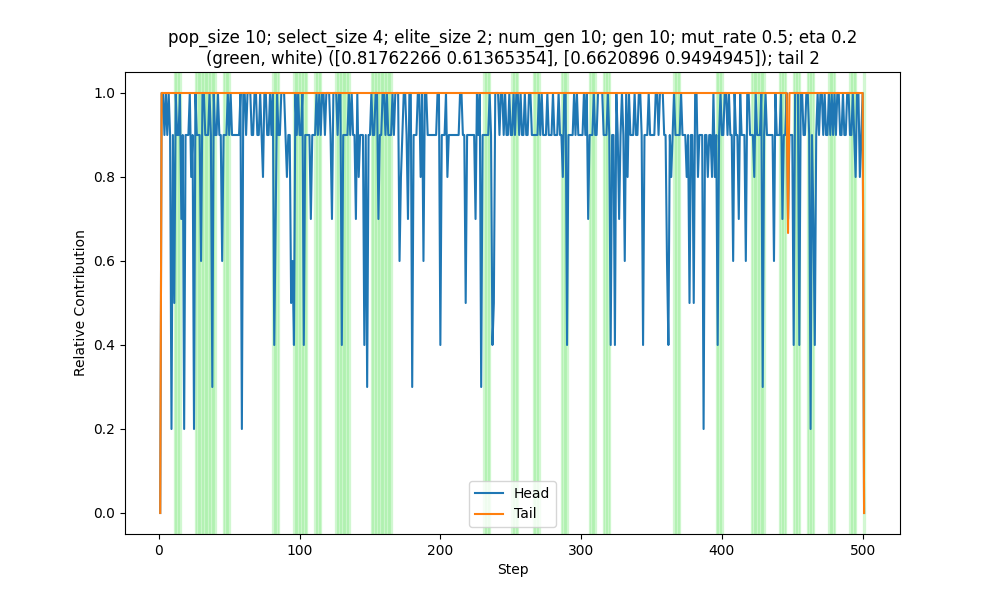 pop_size 10; select_size 4; elite_size 2; num_gen 10; gen 10; mut_rate 0.5; eta 0.2
(green, white) ([0.81762266 0.61365354], [0.6620896 0.9494945]); tail 2
1.0
0.8
0.6
0.4
0.2
0.0
Relative Contribution
Head
Tail
0
100
200
300
400
500
Step